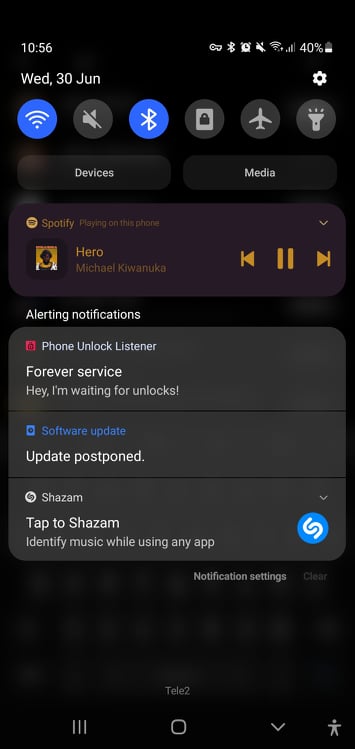 10:56
40%
Wed, 30 Jun
Devices
Media
Spotify Playing on this phone
Hero
Michael Kiwanuka
Alerting notifications
Phone Unlock Listener
Forever service
Hey, I'm waiting for unlocks!
Software update
Update postponed.
Shazam
Tap to Shazam
Identify music while using any app
Notification settings
Clear
Tele2